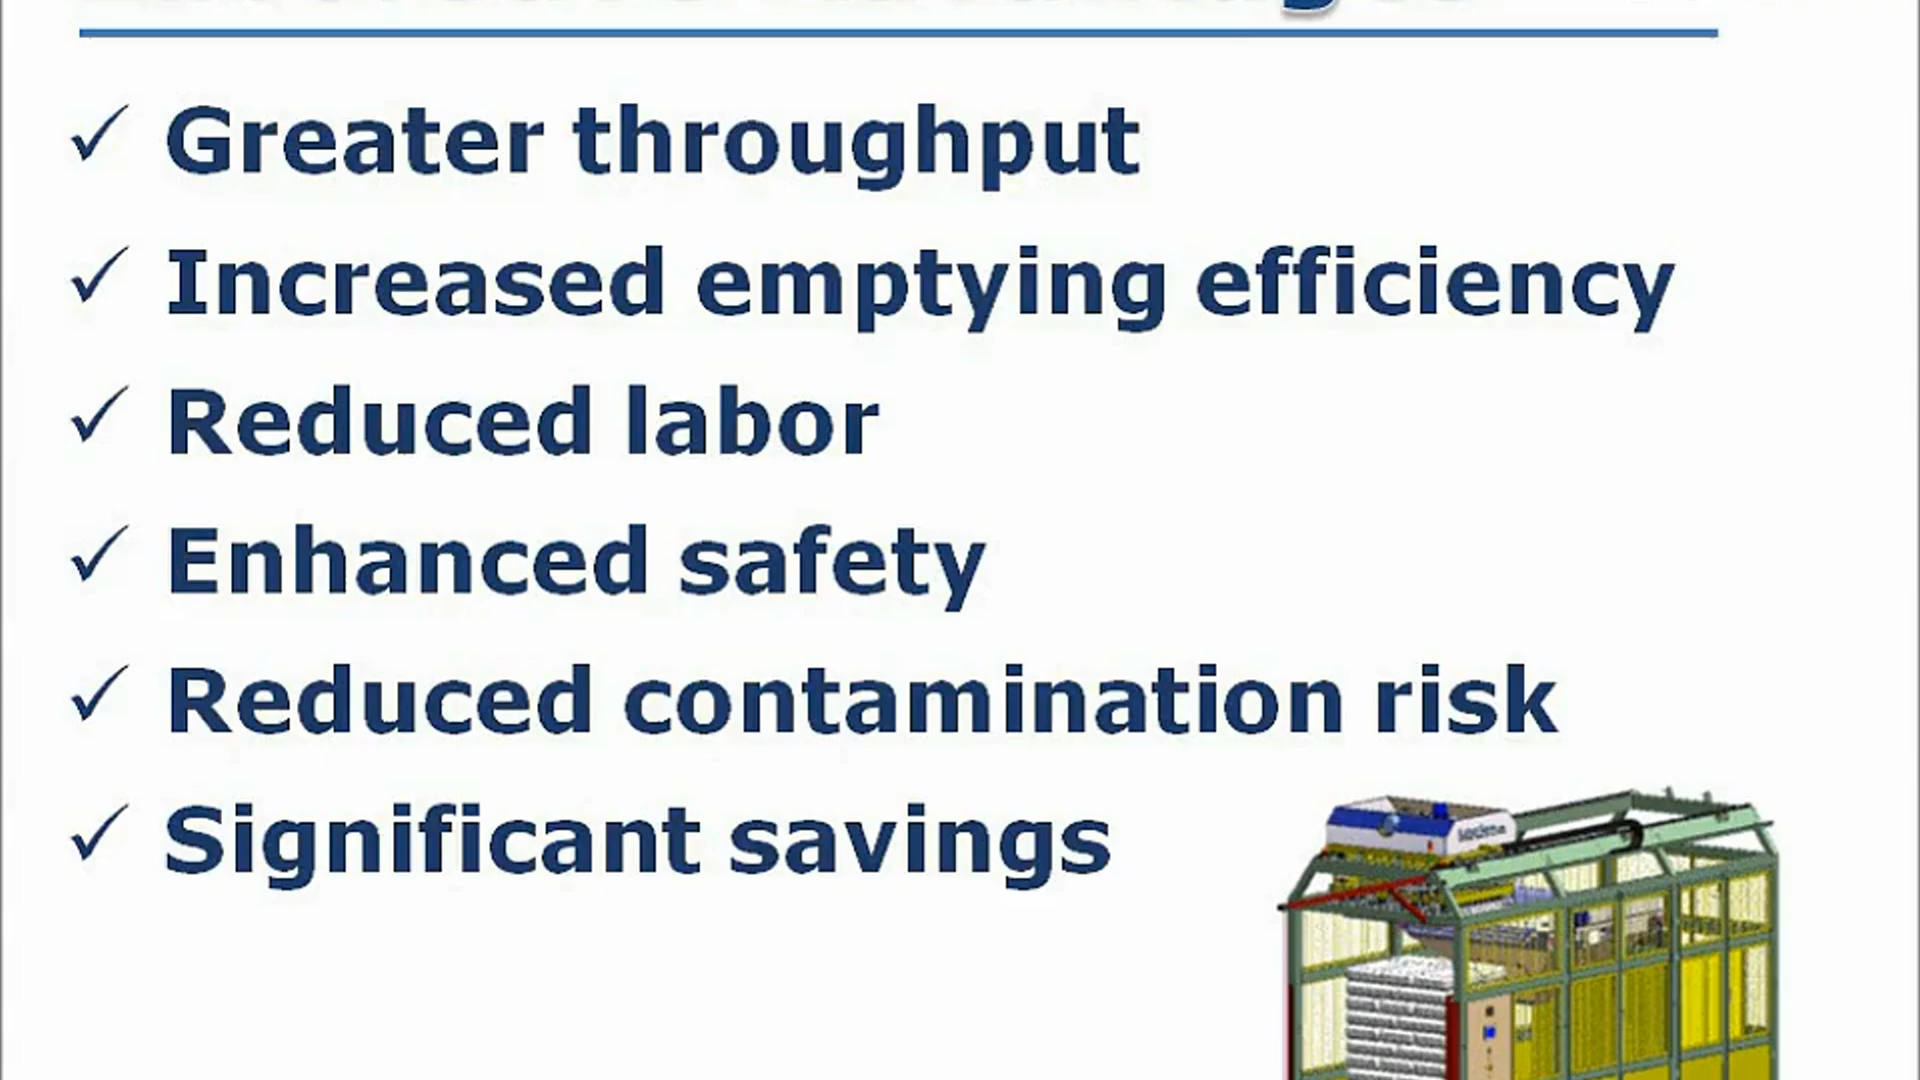 Greater throughput
Increased emptying efficiency
Reduced labor
Enhanced safety
Reduced contamination risk
Significant savings